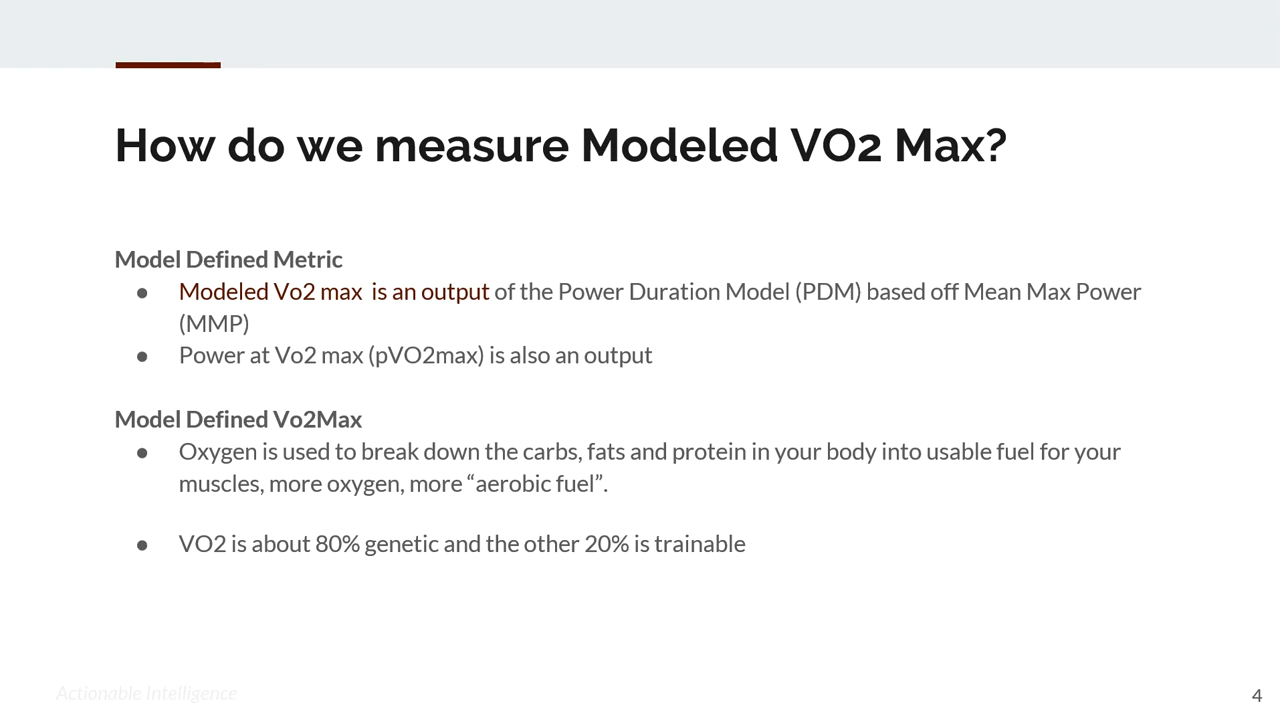 How do we measure Modeled VO2 Max?
Model Defined Metric
● Modeled Vo2 max  is an output of the Power Duration Model (PDM) based off Mean Max Power
(MMP)
● Power at Vo2 max (pVO2max) is also an output
Model Defined Vo2Max
● Oxygen is used to break down the carbs, fats and protein in your body into usable fuel for your
muscles, more oxygen, more “aerobic fuel”.
● VO2 is about 80% genetic and the other 20% is trainable
Actionable Intelligence
4